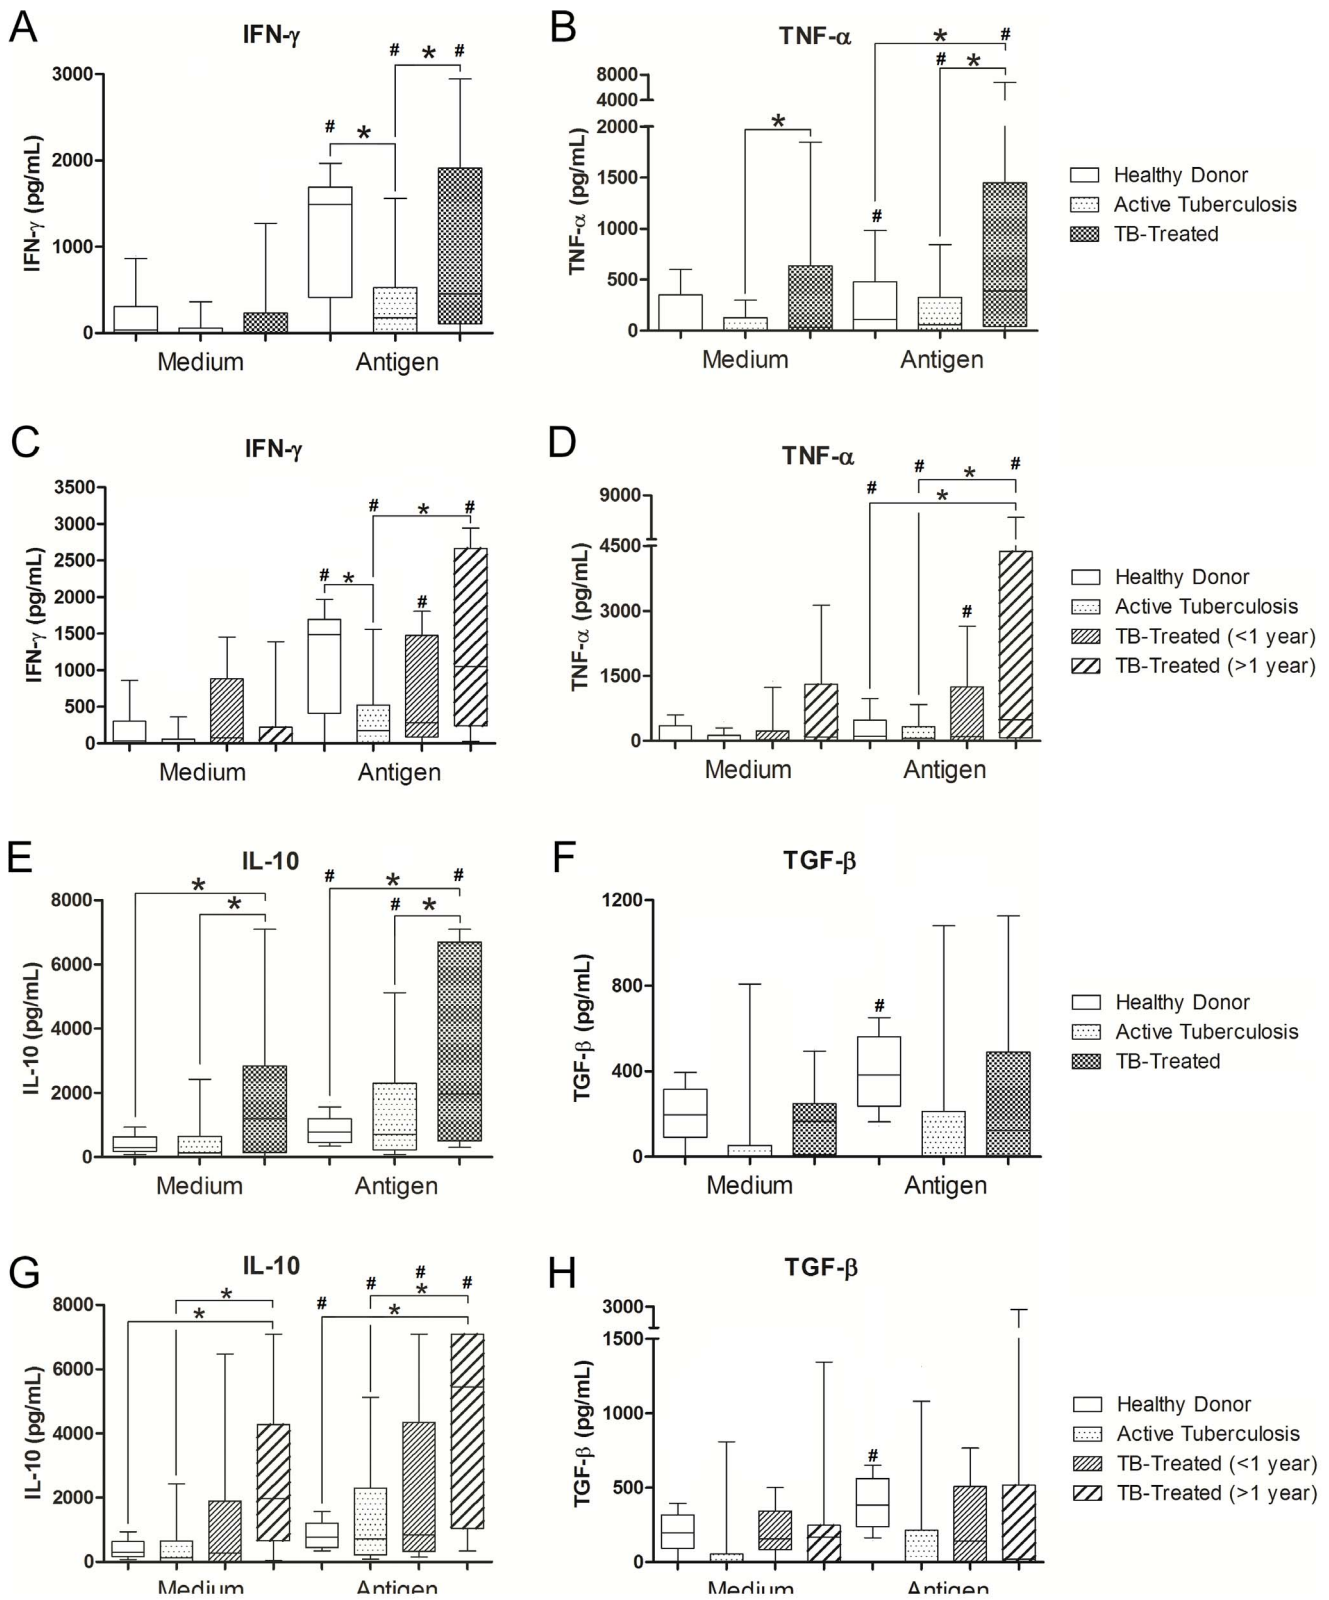 A
IFN-γ
#
*
#
#
*
3000
2000
1000
0
IFN-γ (pg/mL)
Medium
Antigen
B
TNF-α
*
#
#
*
*
#
8000
4000
2000
1500
1000
500
0
TNF-α (pg/mL)
Medium
Antigen
Healthy Donor
Active Tuberculosis
TB-Treated
C
IFN-γ
#
*
#
#
*
#
3500
3000
2500
2000
1500
1000
500
0
IFN-γ (pg/mL)
Medium
Antigen
D
TNF-α
#
*
#
#
*
#
9000
4500
3000
1500
0
TNF-α (pg/mL)
Medium
Antigen
Healthy Donor
Active Tuberculosis
TB-Treated (<1 year)
TB-Treated (>1 year)
E
IL-10
*
*
#
*
#
#
*
8000
6000
4000
2000
0
IL-10 (pg/mL)
Medium
Antigen
F
TGF-β
#
1200
800
400
0
TGF-β (pg/mL)
Medium
Antigen
Healthy Donor
Active Tuberculosis
TB-Treated
G
IL-10
*
*
#
#
#
*
#
*
8000
6000
4000
2000
0
IL-10 (pg/mL)
Medium
Antigen
H
TGF-β
#
3000
1500
1000
500
0
TGF-β (pg/mL)
Medium
Antigen
Healthy Donor
Active Tuberculosis
TB-Treated (<1 year)
TB-Treated (>1 year)